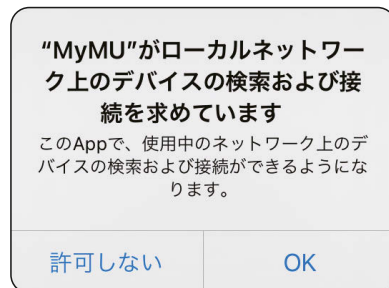 “MyMU”がローカルネットワー
ク上のデバイスの検索および接
続を求めています
このAppで、使用中のネットワーク上のデ
バイスの検索および接続ができるようにな
ります。
許可しない
OK